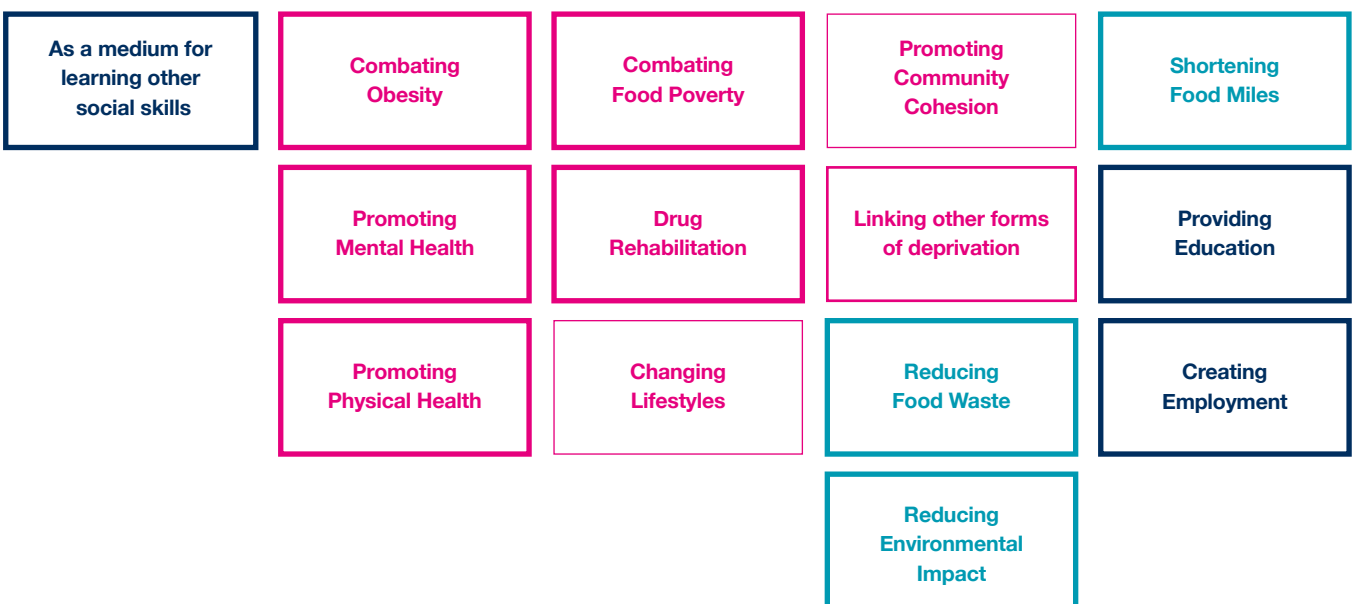 As a medium for
learning other
social skills
Combating
Obesity
Combating
Food Poverty
Promoting
Community
Cohesion
Shortening
Food Miles
Promoting
Mental Health
Drug
Rehabilitation
Linking other forms
of deprivation
Providing
Education
Promoting
Physical Health
Changing
Lifestyles
Reducing
Food Waste
Creating
Employment
Reducing
Environmental
Impact